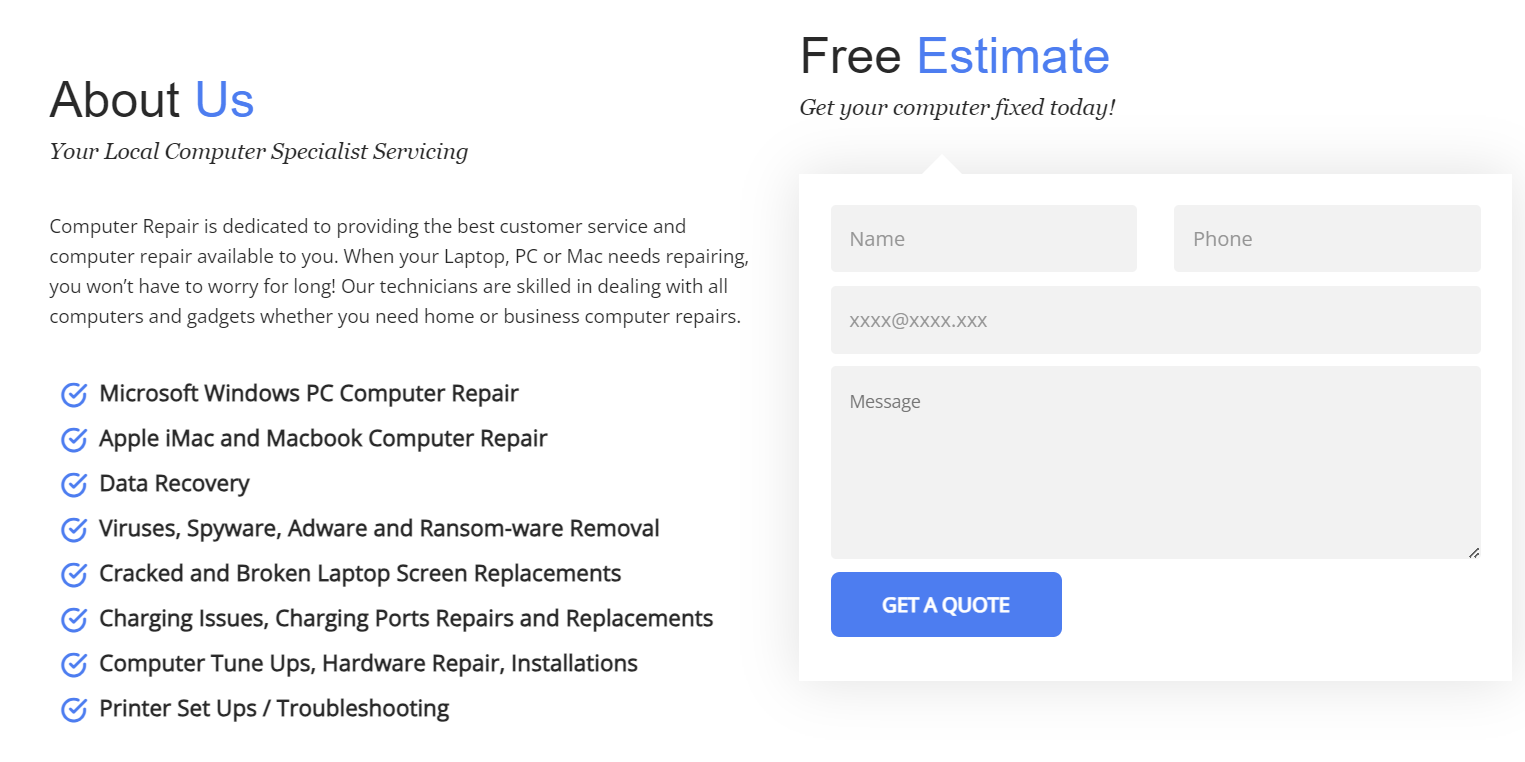 About Us
Your Local Computer Specialist Servicing
Computer Repair is dedicated to providing the best customer service and
computer repair available to you. When your Laptop, PC or Mac needs repairing,
you won’t have to worry for long! Our technicians are skilled in dealing with all
computers and gadgets whether you need home or business computer repairs.
Microsoft Windows PC Computer Repair
Apple iMac and Macbook Computer Repair
Data Recovery
Viruses, Spyware, Adware and Ransom-ware Removal
Cracked and Broken Laptop Screen Replacements
Charging Issues, Charging Ports Repairs and Replacements
Computer Tune Ups, Hardware Repair, Installations
Printer Set Ups / Troubleshooting
Free Estimate
Get your computer fixed today!
Name
Phone
xxxx@xxxx.xxx
Message
GET A QUOTE